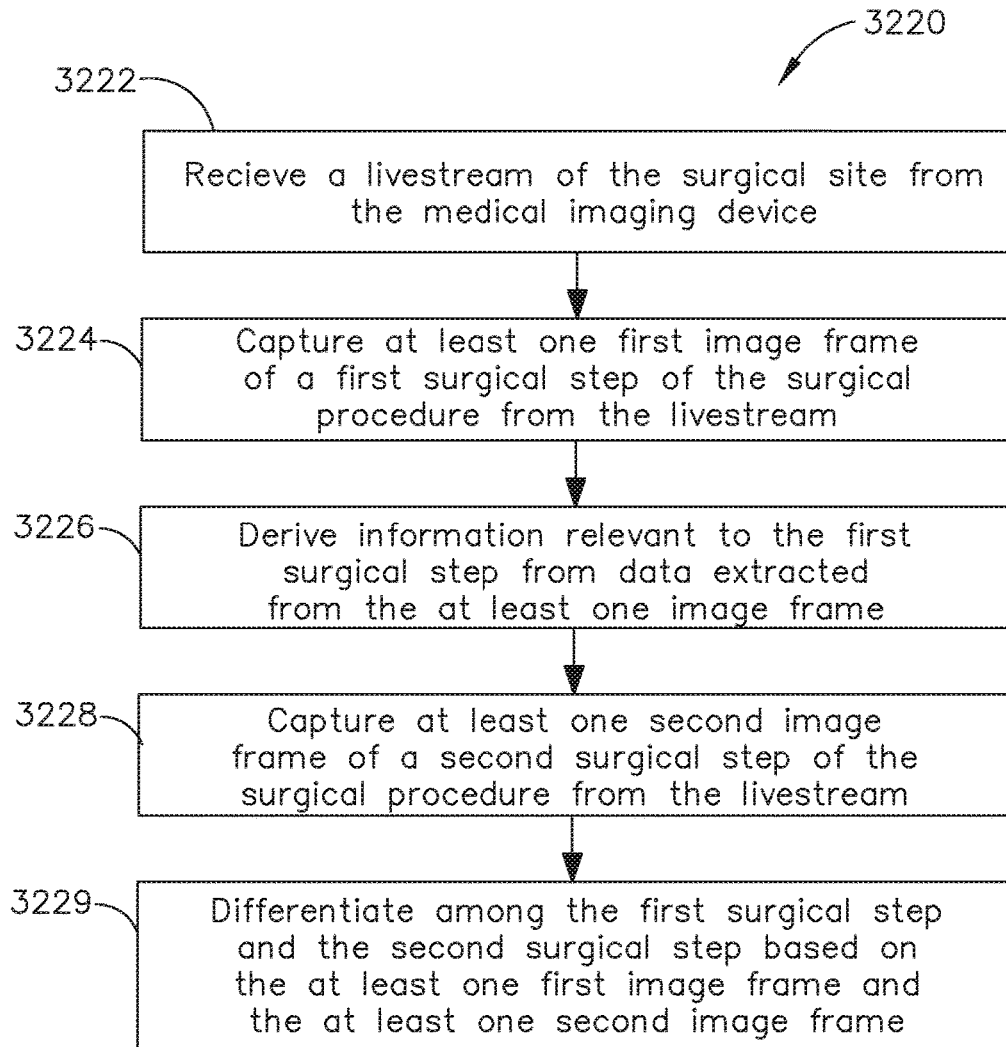 3220
3222
Recieve a livestream of the surgical site from
the medical imaging device
3224
Capture at least one first image frame
of a first surgical step of the surgical
procedure from the livestream
3226
Derive information relevant to the first
surgical step from data extracted
from the at least one image frame
3228
Capture at least one second image
frame of a second surgical step of the
surgical procedure from the livestream
3229
Differentiate among the first surgical step
and the second surgical step based on
the at least one first image frame and
the at least one second image frame